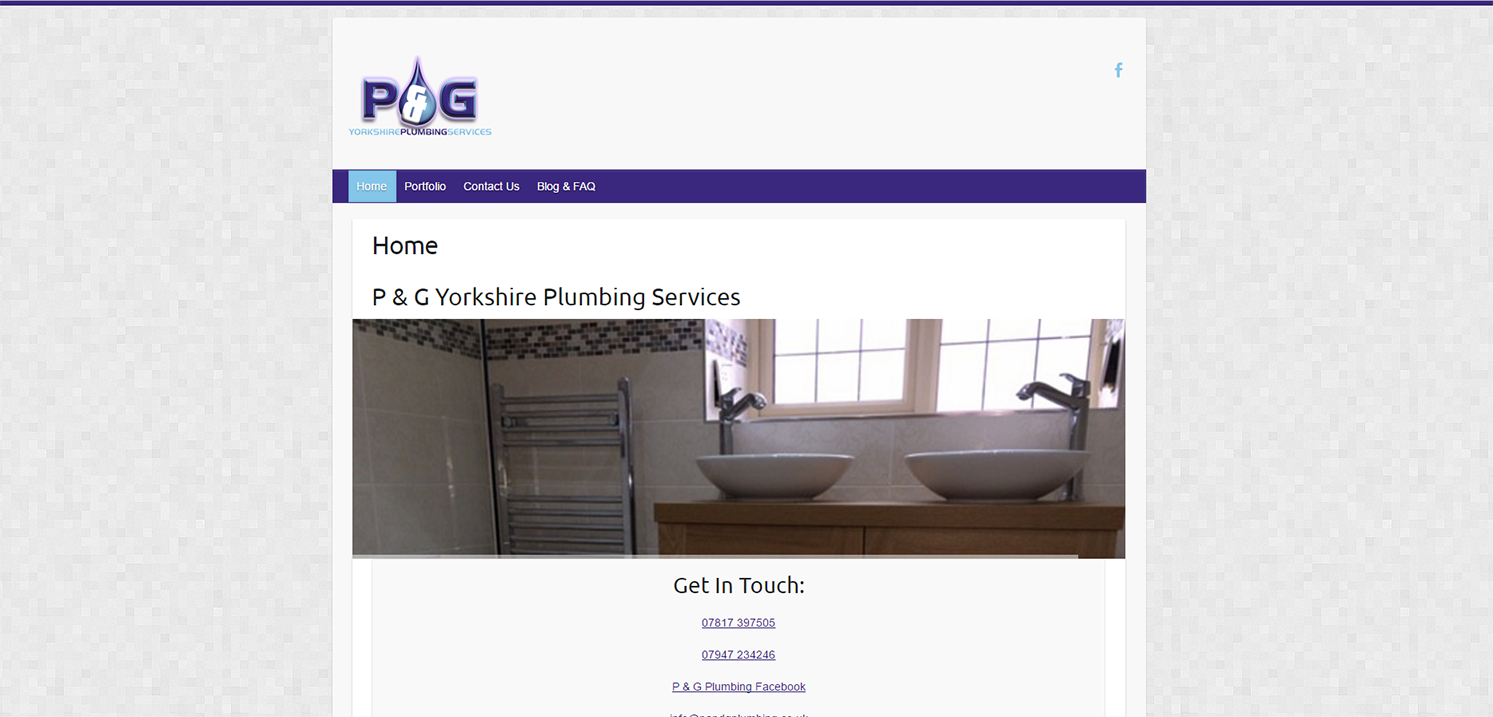 P&G
YORKSHIREPLUMBINGSERVICES
f
Home Portfolio Contact Us Blog & FAQ
Home
P & G Yorkshire Plumbing Services
Get In Touch:
07817 397505
07947 234246
P & G Plumbing Facebook